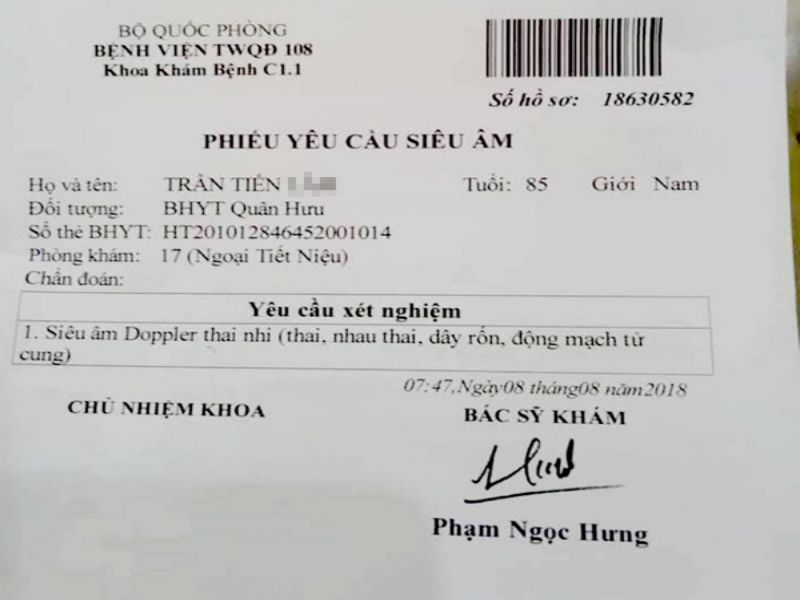 BỘ QUỐC PHÒNG
BỆNH VIỆN TWQĐ 108
Khoa Khám Bệnh C1.1
Số hồ sơ: 18630582
PHIẾU YÊU CẦU SIÊU ÂM
Họ và tên: TRẦN TIẾN
Tuổi: 85 Giới Nam
Đối tượng: BHYT Quân Hưu
Số thẻ BHYT: HT201012846452001014
Phòng khám: 17 (Ngoại Tiết Niệu)
Chẩn đoán:
Yêu cầu xét nghiệm
1. Siêu âm Doppler thai nhi (thai, nhau thai, dây rốn, động mạch tử
cung)
07:47,Ngày08 tháng08 năm2018
CHỦ NHIỆM KHOA
BÁC SỸ KHÁM
Phạm Ngọc Hưng